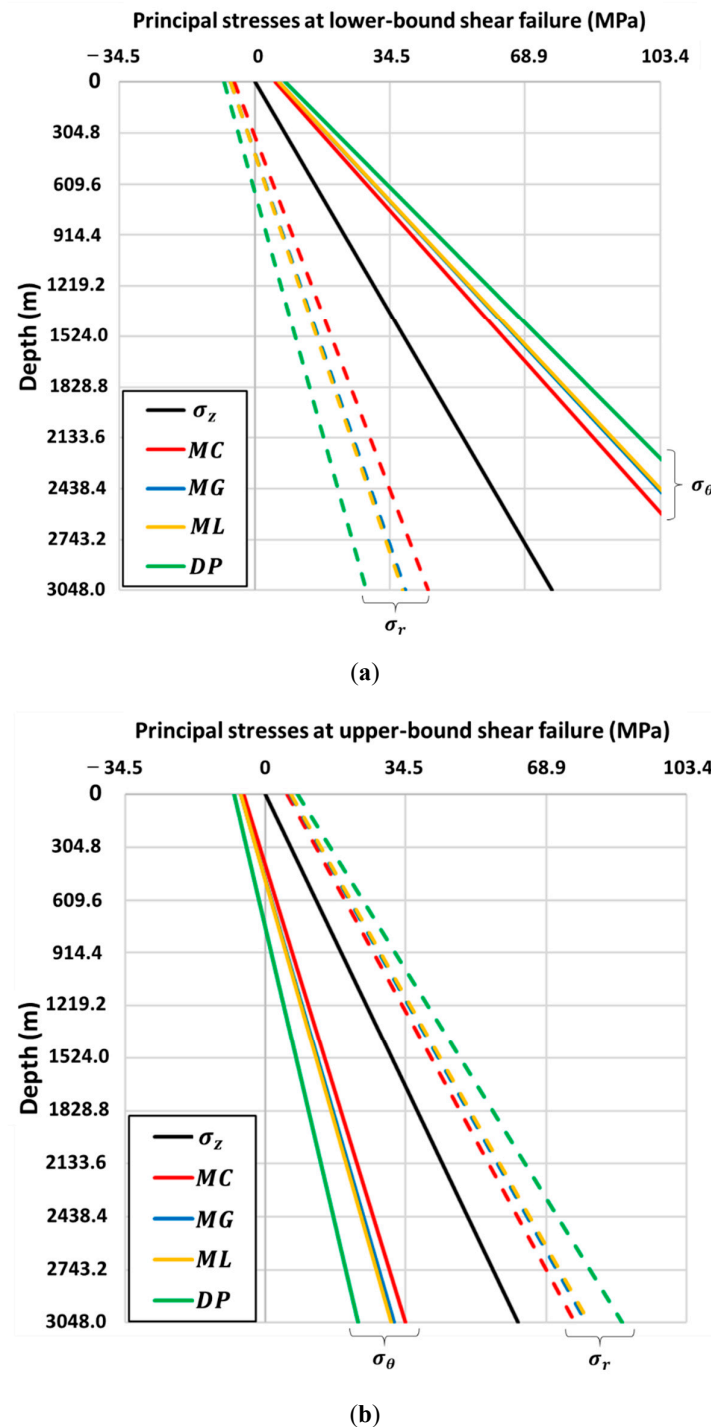 Principal stresses at lower-bound shear failure (MPa)
−34.5 0 34.5 68.9 103.4
0
304.8
609.6
914.4
1219.2
1524.0
1828.8
2133.6
2438.4
2743.2
3048.0
Depth (m)
σz
MC
MG
ML
DP
σθ
σr
(a)
Principal stresses at upper-bound shear failure (MPa)
−34.5 0 34.5 68.9 103.4
0
304.8
609.6
914.4
1219.2
1524.0
1828.8
2133.6
2438.4
2743.2
3048.0
Depth (m)
σz
MC
MG
ML
DP
σθ σr
(b)